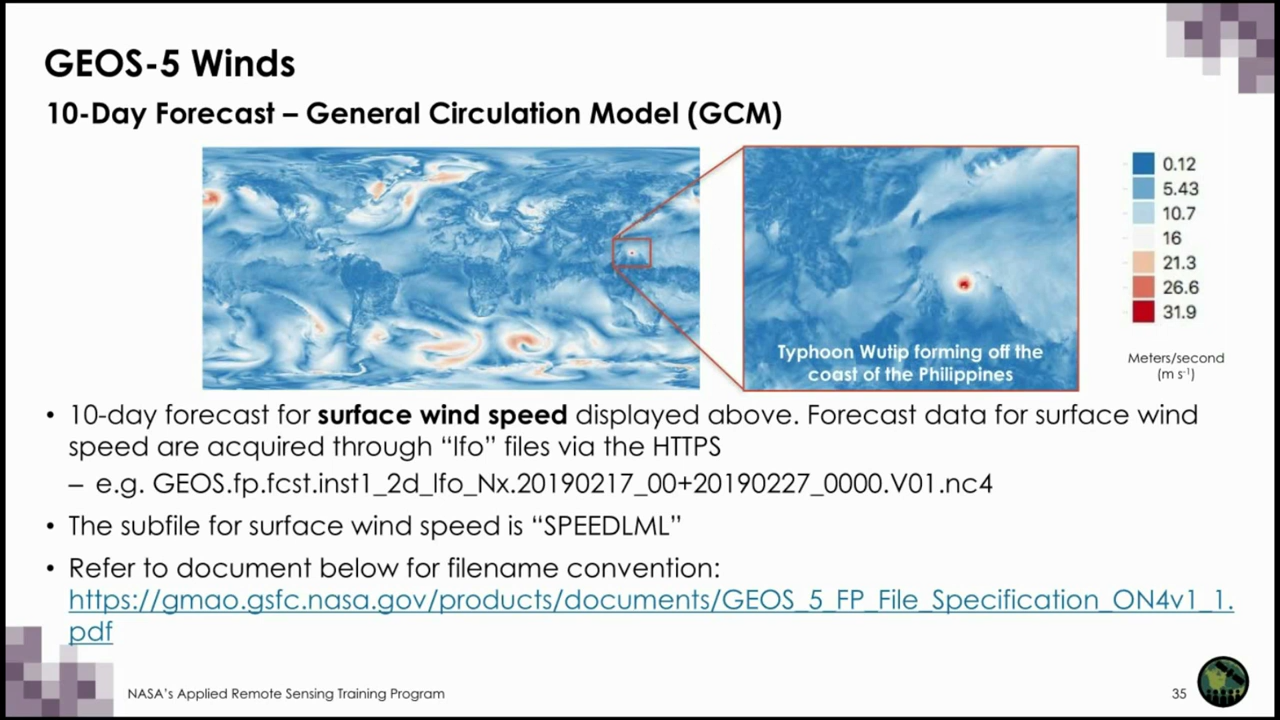 GEOS-5 Winds
10-Day Forecast – General Circulation Model (GCM)
0.12
5.43
10.7
16
21.3
26.6
31.9
Meters/second
(m s-1)
Typhoon Wutip forming off the
coast of the Philippines
• 10-day forecast for surface wind speed displayed above. Forecast data for surface wind
speed are acquired through “lfo” files via the HTTPS
– e.g. GEOS.fp.fcst.inst1_2d_lfo_Nx.20190217_00+20190227_0000.V01.nc4
• The subfile for surface wind speed is “SPEEDLML”
• Refer to document below for filename convention:
https://gmao.gsfc.nasa.gov/products/documents/GEOS_5_FP_File_Specification_ON4v1_1.
pdf
NASA’s Applied Remote Sensing Training Program
35